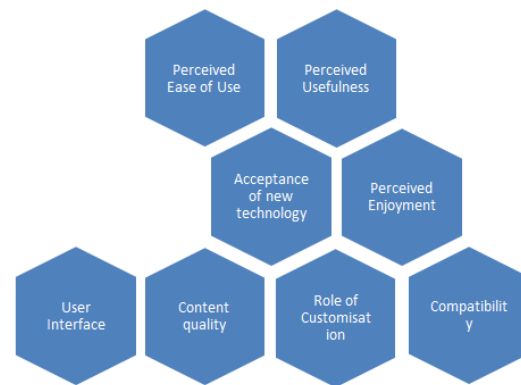 Perceived
Ease of Use
Perceived
Usefulness
Acceptance
of new
technology
Perceived
Enjoyment
User
Interface
Content
quality
Role of
Customisat
ion
Compatibilit
y